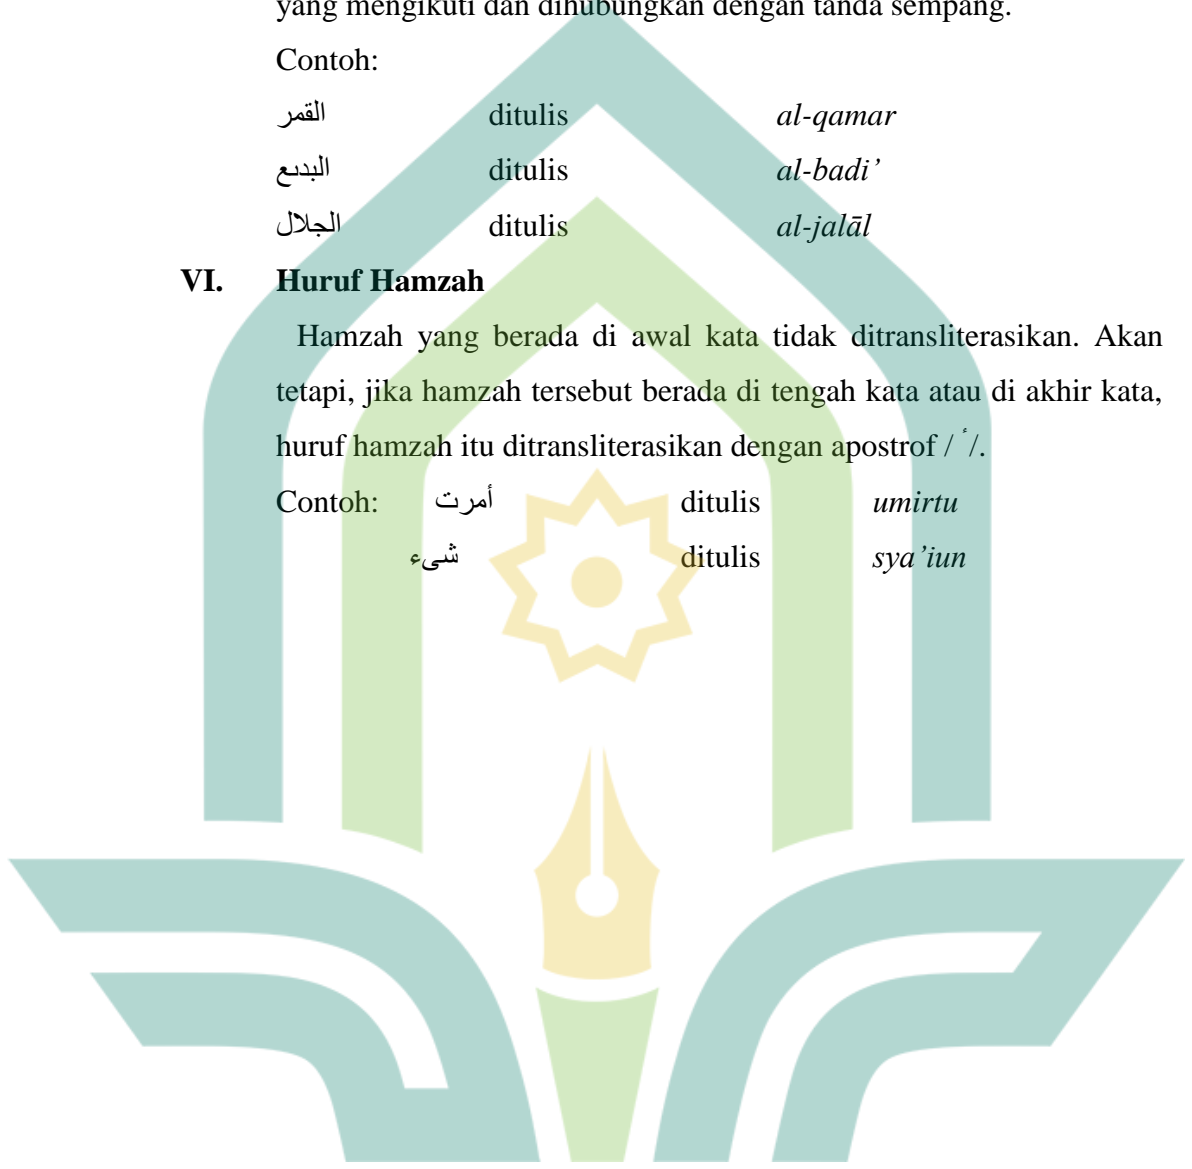 yang mengikuti dan dihubungkan dengan tanda sempang.
Contoh:
القمر ditulis al-qamar
البدىع ditulis al-badi’
الجلال ditulis al-jalāl
VI. Huruf Hamzah
Hamzah yang berada di awal kata tidak ditransliterasikan. Akan
tetapi, jika hamzah tersebut berada di tengah kata atau di akhir kata,
huruf hamzah itu ditransliterasikan dengan apostrof / ٔ /.
Contoh: أمرت ditulis umirtu
شىء ditulis sya’iun